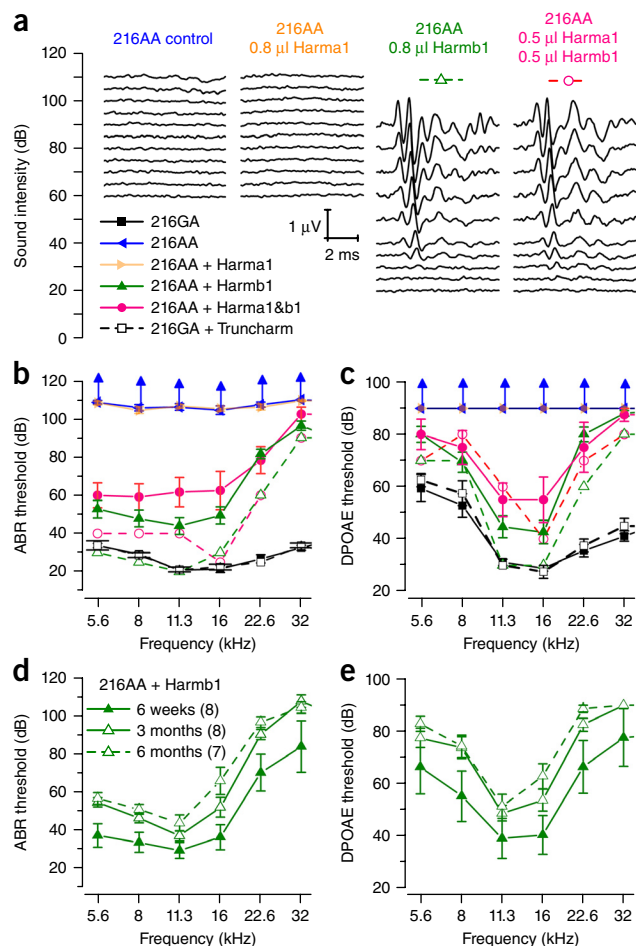 a
216AA control
216AA
0.8 µl Harma1
216AA
0.8 µl Harmb1
216AA
0.5 µl Harma1
0.5 µl Harmb1
Sound intensity (dB)
120
100
80
60
40
20
0
1 µV
2 ms
216GA
216AA
216AA + Harma1
216AA + Harmb1
216AA + Harma1&b1
216GA + Truncharm
b
ABR threshold (dB)
120
100
80
60
40
20
5.6 8 11.3 16 22.6 32
Frequency (kHz)
c
DPOAE threshold (dB)
100
80
60
40
20
5.6 8 11.3 16 22.6 32
Frequency (kHz)
d
216AA + Harmb1
6 weeks (8)
3 months (8)
6 months (7)
ABR threshold (dB)
120
100
80
60
40
20
5.6 8 11.3 16 22.6 32
Frequency (kHz)
e
DPOAE threshold (dB)
100
80
60
40
20
5.6 8 11.3 16 22.6 32
Frequency (kHz)